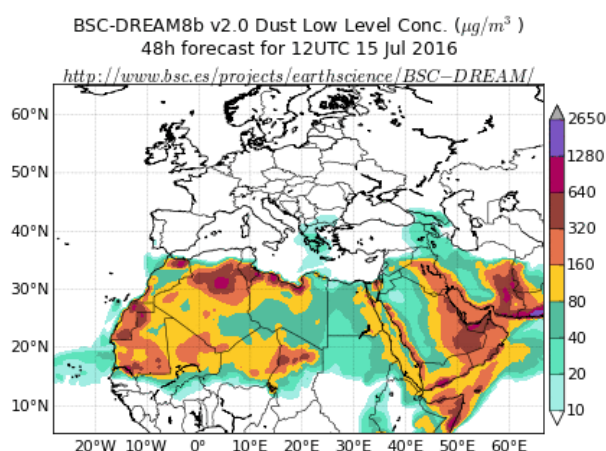 BSC-DREAM8b v2.0 Dust Low Level Conc. (μg/m³ )
48h forecast for 12UTC 15 Jul 2016
http://www.bsc.es/projects/earthscience/BSC−DREAM/
60°N
50°N
40°N
30°N
20°N
10°N
20°W
10°W
0°
10°E
20°E
30°E
40°E
50°E
60°E
2650
1280
640
320
160
80
40
20
10